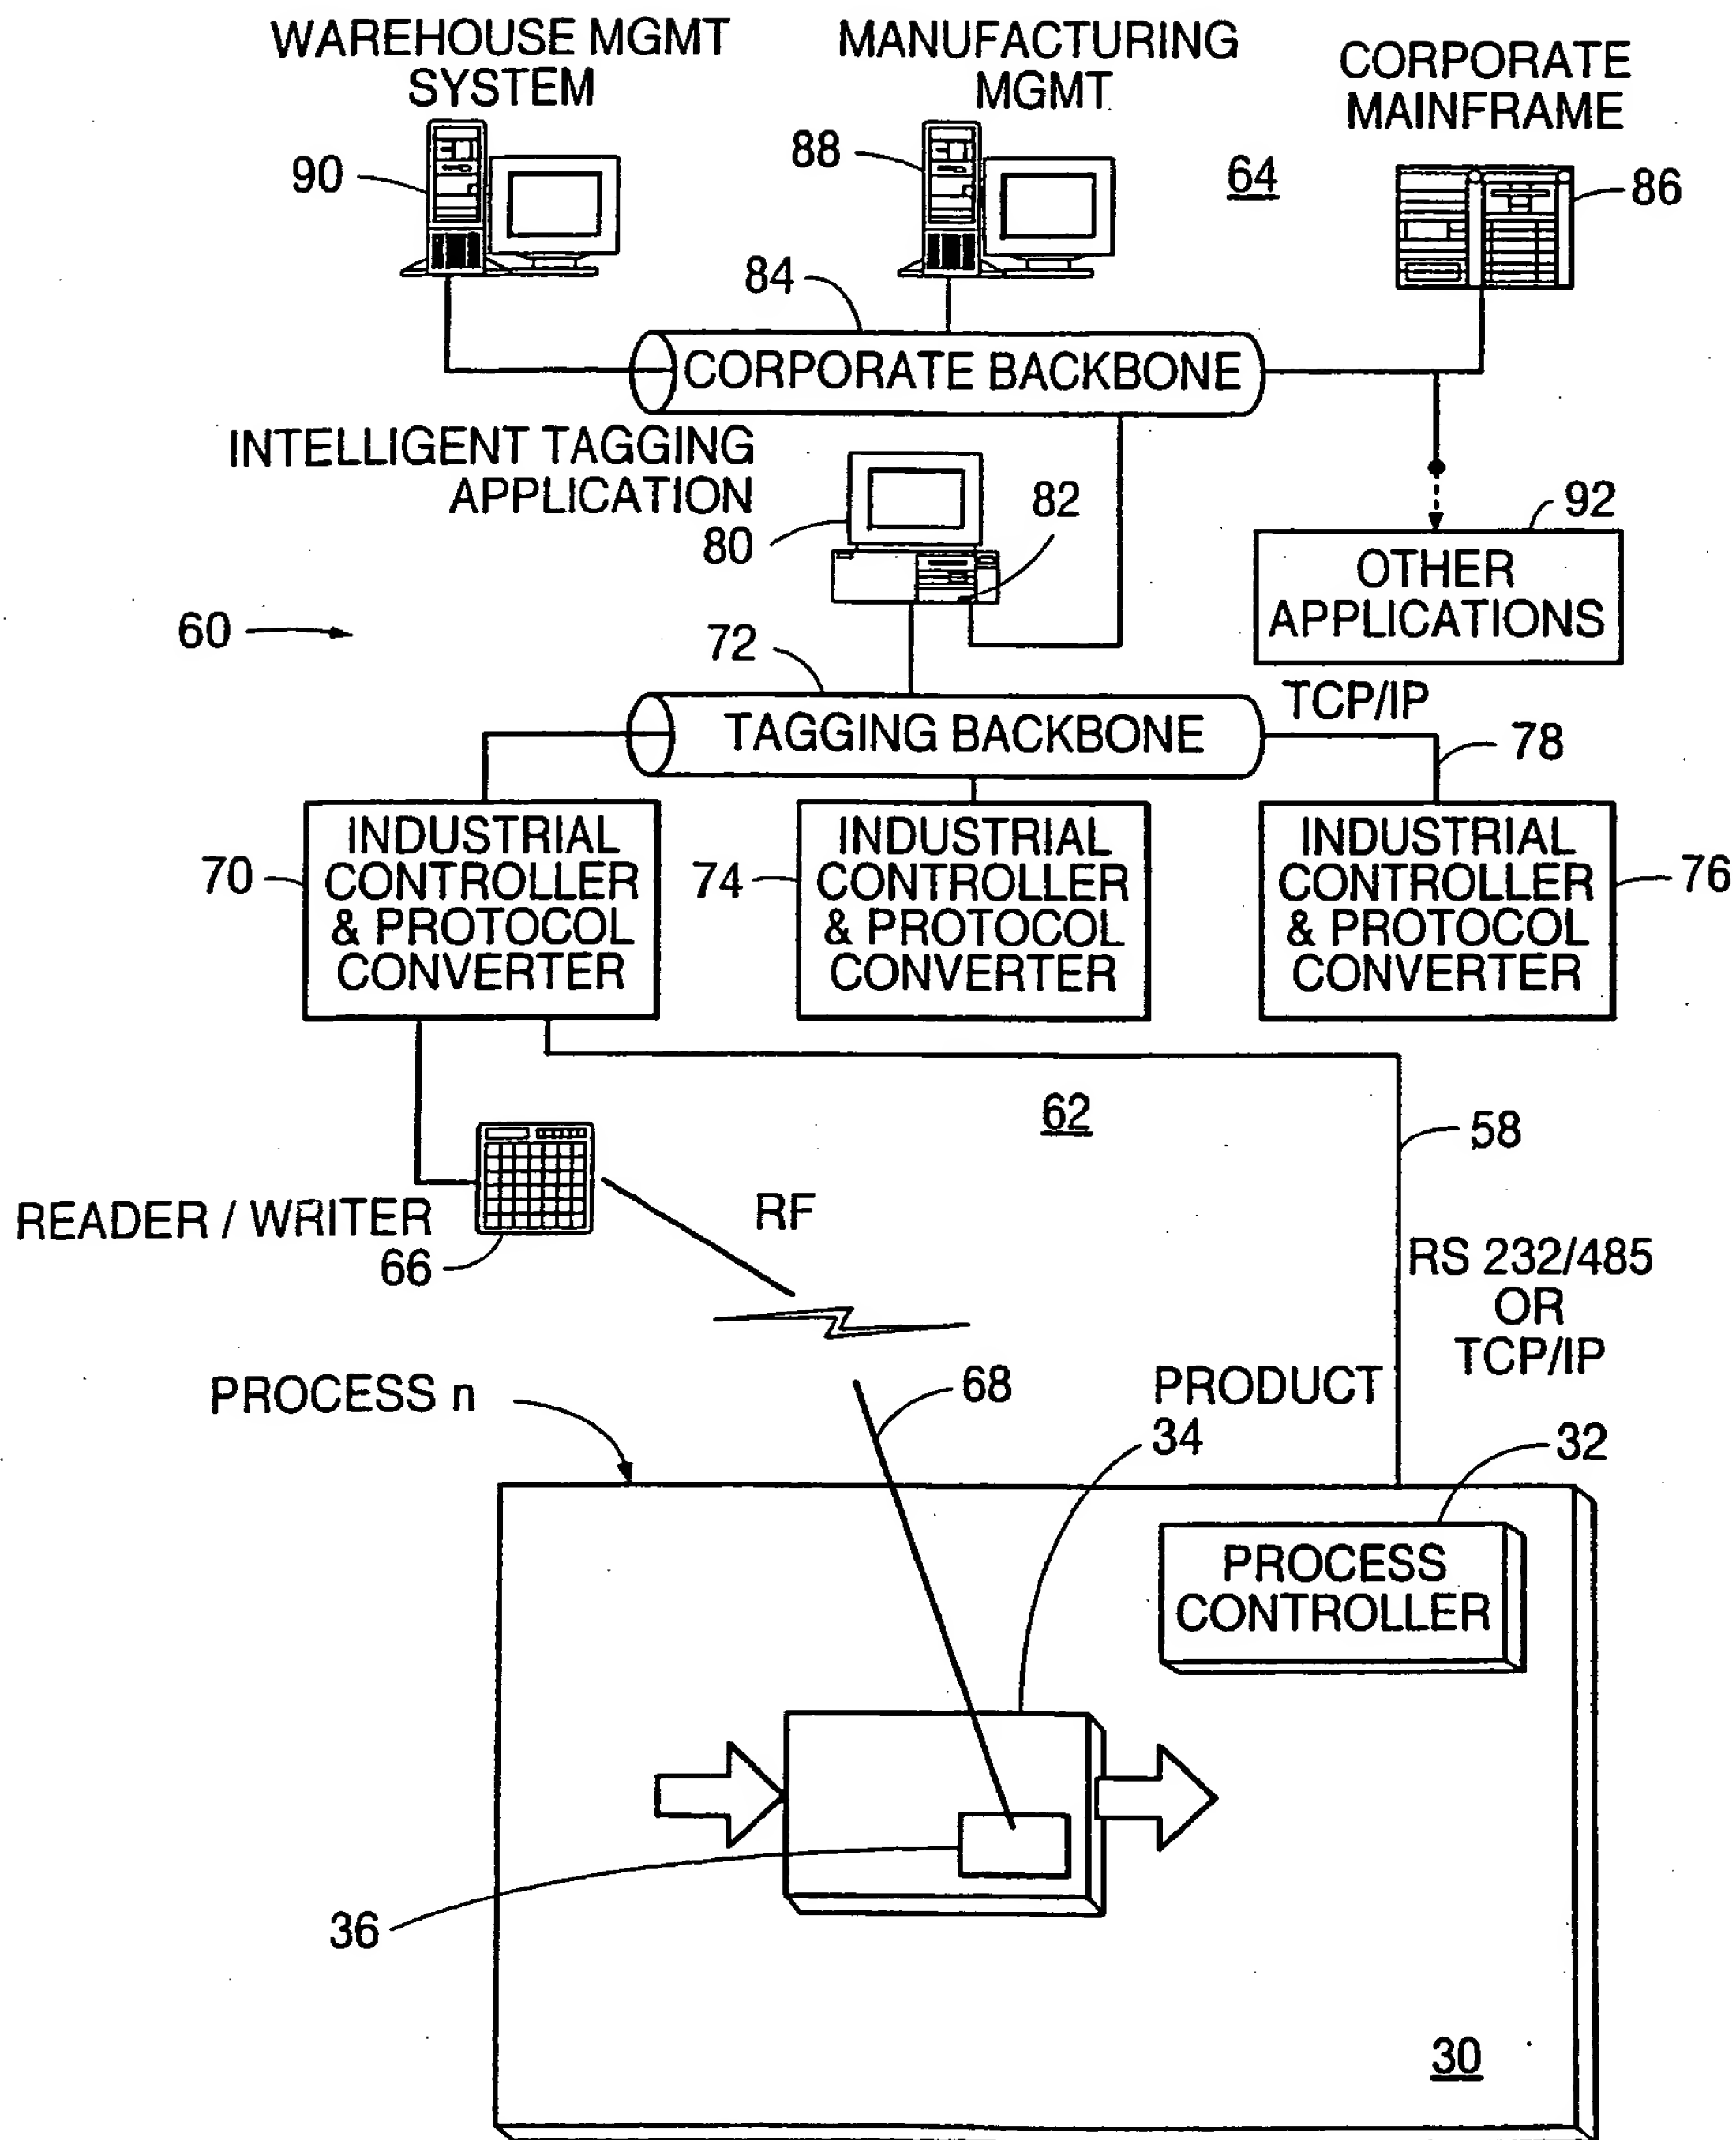 WAREHOUSE MGMT
SYSTEM
MANUFACTURING
MGMT
CORPORATE
MAINFRAME
90
88
64
86
84
CORPORATE BACKBONE
INTELLIGENT TAGGING
APPLICATION
80
82
92
OTHER
APPLICATIONS
60
72
TCP/IP
TAGGING BACKBONE
78
70
INDUSTRIAL
CONTROLLER
& PROTOCOL
CONVERTER
74
INDUSTRIAL
CONTROLLER
& PROTOCOL
CONVERTER
INDUSTRIAL
CONTROLLER
& PROTOCOL
CONVERTER
76
62
58
READER / WRITER
66
RF
RS 232/485
OR
TCP/IP
PROCESS n
68
PRODUCT
34
32
PROCESS
CONTROLLER
36
30